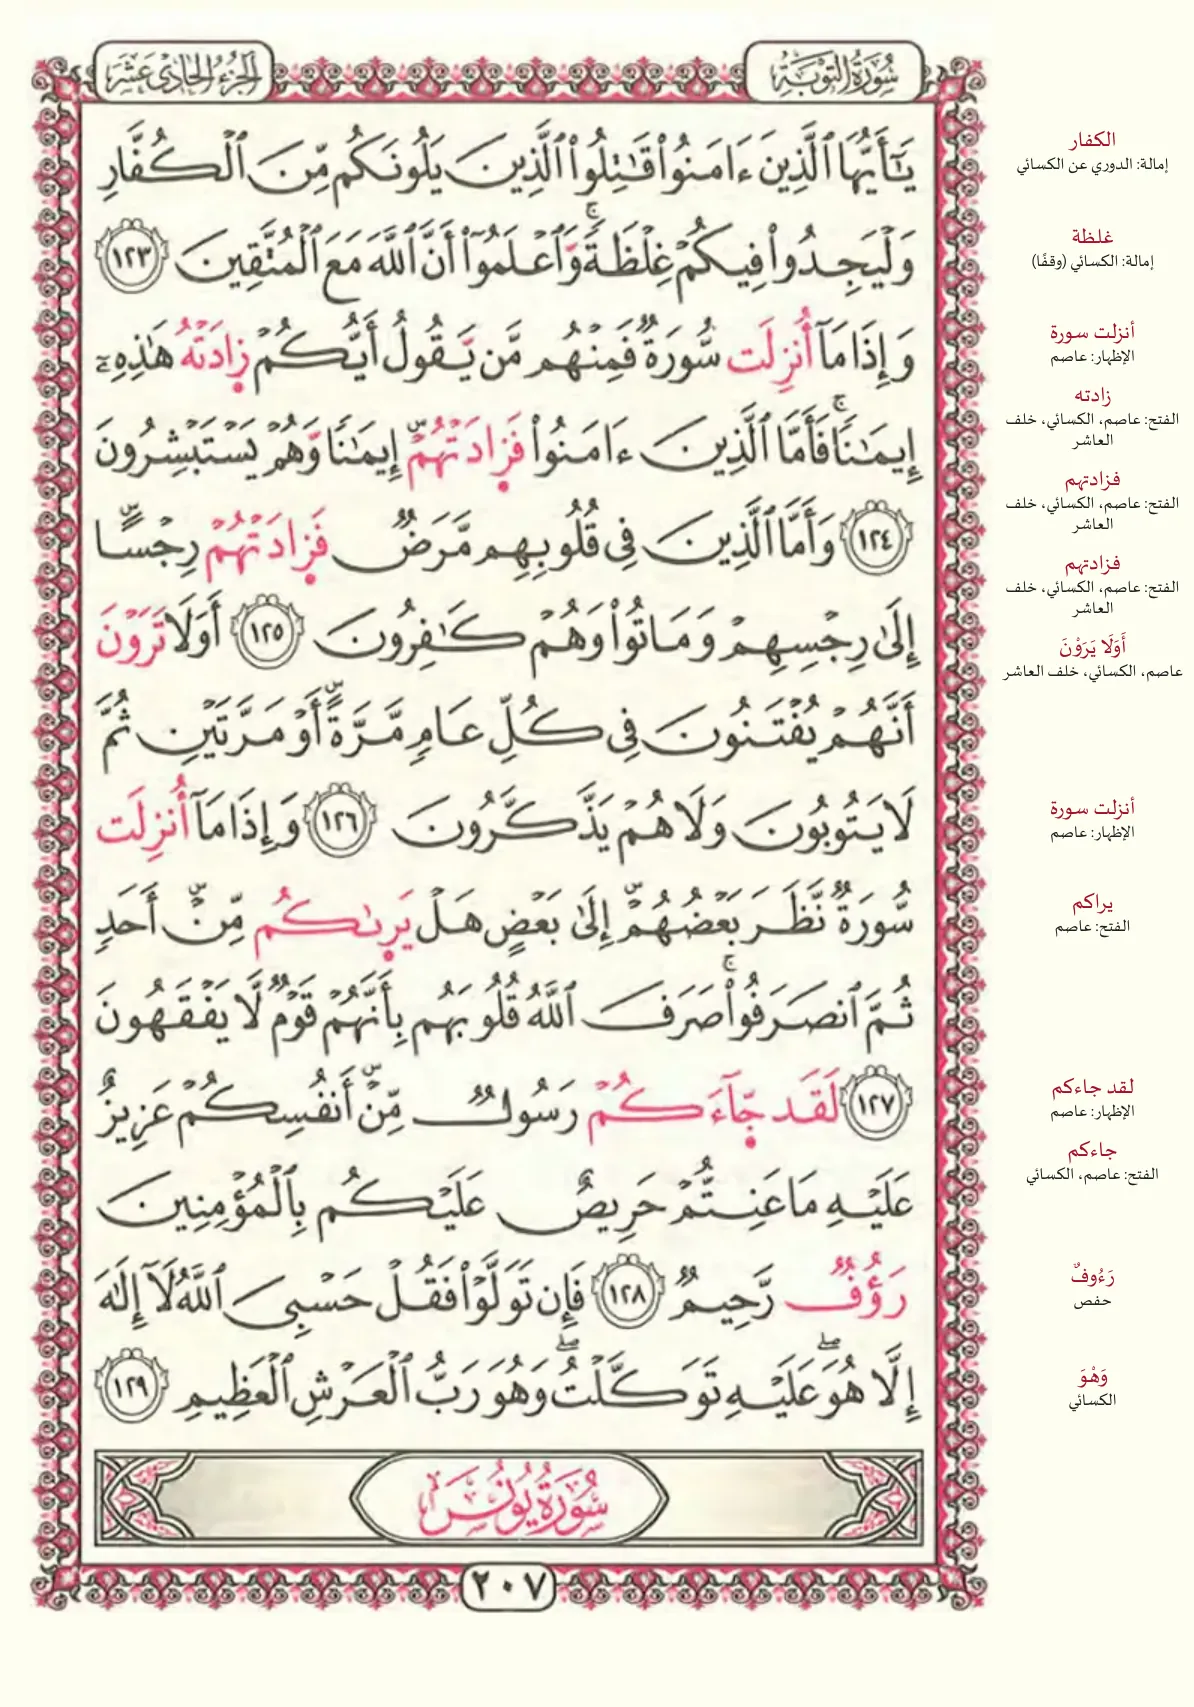 سُورَةُ التَّوْبَةِ
الجُزْءُ الحَادِي عَشَرَ
يَٰٓأَيُّهَا ٱلَّذِينَ ءَامَنُوا۟ قَٰتِلُوا۟ ٱلَّذِينَ يَلُونَكُم مِّنَ ٱلْكُفَّارِ
وَلْيَجِدُوا۟ فِيكُمْ غِلْظَةًۚ وَٱعْلَمُوٓا۟ أَنَّ ٱللَّهَ مَعَ ٱلْمُتَّقِينَ ١٢٣
وَإِذَا مَآ أُنزِلَت سُّورَةٌ فَمِنْهُم مَّن يَقُولُ أَيُّكُمْ زَادَتْهُ هَٰذِهِۦٓ
إِيمَٰنًاۚ فَأَمَّا ٱلَّذِينَ ءَامَنُوا۟ فَزَادَتْهُمْ إِيمَٰنًا وَهُمْ يَسْتَبْشِرُونَ
١٢٤ وَأَمَّا ٱلَّذِينَ فِى قُلُوبِهِم مَّرَضٌ فَزَادَتْهُمْ رِجْسًا
إِلَىٰ رِجْسِهِمْ وَمَاتُوا۟ وَهُمْ كَٰفِرُونَ ١٢٥ أَوَلَا تَرَوْنَ
أَنَّهُمْ يُفْتَنُونَ فِى كُلِّ عَامٍ مَّرَّةً أَوْ مَرَّتَيْنِ ثُمَّ
لَا يَتُوبُونَ وَلَا هُمْ يَذَّكَّرُونَ ١٢٦ وَإِذَا مَآ أُنزِلَت
سُّورَةٌ نَّظَرَ بَعْضُهُمْ إِلَىٰ بَعْضٍ هَلْ يَرَىٰكُم مِّنْ أَحَدٍ
ثُمَّ ٱنصَرَفُوا۟ۚ صَرَفَ ٱللَّهُ قُلُوبَهُم بِأَنَّهُمْ قَوْمٌ لَّا يَفْقَهُونَ
١٢٧ لَقَد جَّآءَكُمْ رَسُولٌ مِّنْ أَنفُسِكُمْ عَزِيزٌ
عَلَيْهِ مَا عَنِتُّمْ حَرِيصٌ عَلَيْكُم بِٱلْمُؤْمِنِينَ
رَؤُفٌ رَّحِيمٌ ١٢٨ فَإِن تَوَلَّوْا۟ فَقُلْ حَسْبِىَ ٱللَّهُ لَآ إِلَٰهَ
إِلَّا هُوَۖ عَلَيْهِ تَوَكَّلْتُۖ وَهُوَ رَبُّ ٱلْعَرْشِ ٱلْعَظِيمِ ١٢٩
سُورَةُ يُونُسَ
٢٠٧
الكفار
إمالة: الدوري عن الكسائي
غلظة
إمالة: الكسائي (وقفًا)
أنزلت سورة
الإظهار: عاصم
زادته
الفتح: عاصم، الكسائي، خلف
العاشر
فزادتهم
الفتح: عاصم، الكسائي، خلف
العاشر
فزادتهم
الفتح: عاصم، الكسائي، خلف
العاشر
أَوَلَا يَرَوْنَ
عاصم، الكسائي، خلف العاشر
أنزلت سورة
الإظهار: عاصم
يراكم
الفتح: عاصم
لقد جاءكم
الإظهار: عاصم
جاءكم
الفتح: عاصم، الكسائي
رَءُوفٌ
حفص
وَهْوَ
الكسائي